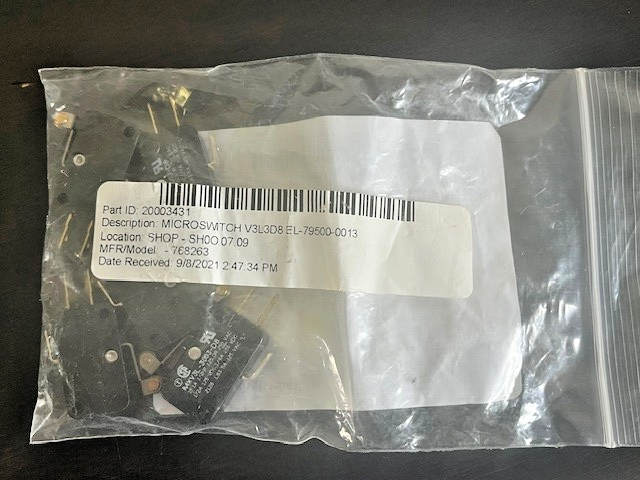 Part ID: 20003431
Description: MICROSWITCH V3L3D8 EL-79500-0013
Location: SHOP - SH0O 07 09
MFR/Model: - 768263
Date Received: 9/8/2021 2:47:34 PM